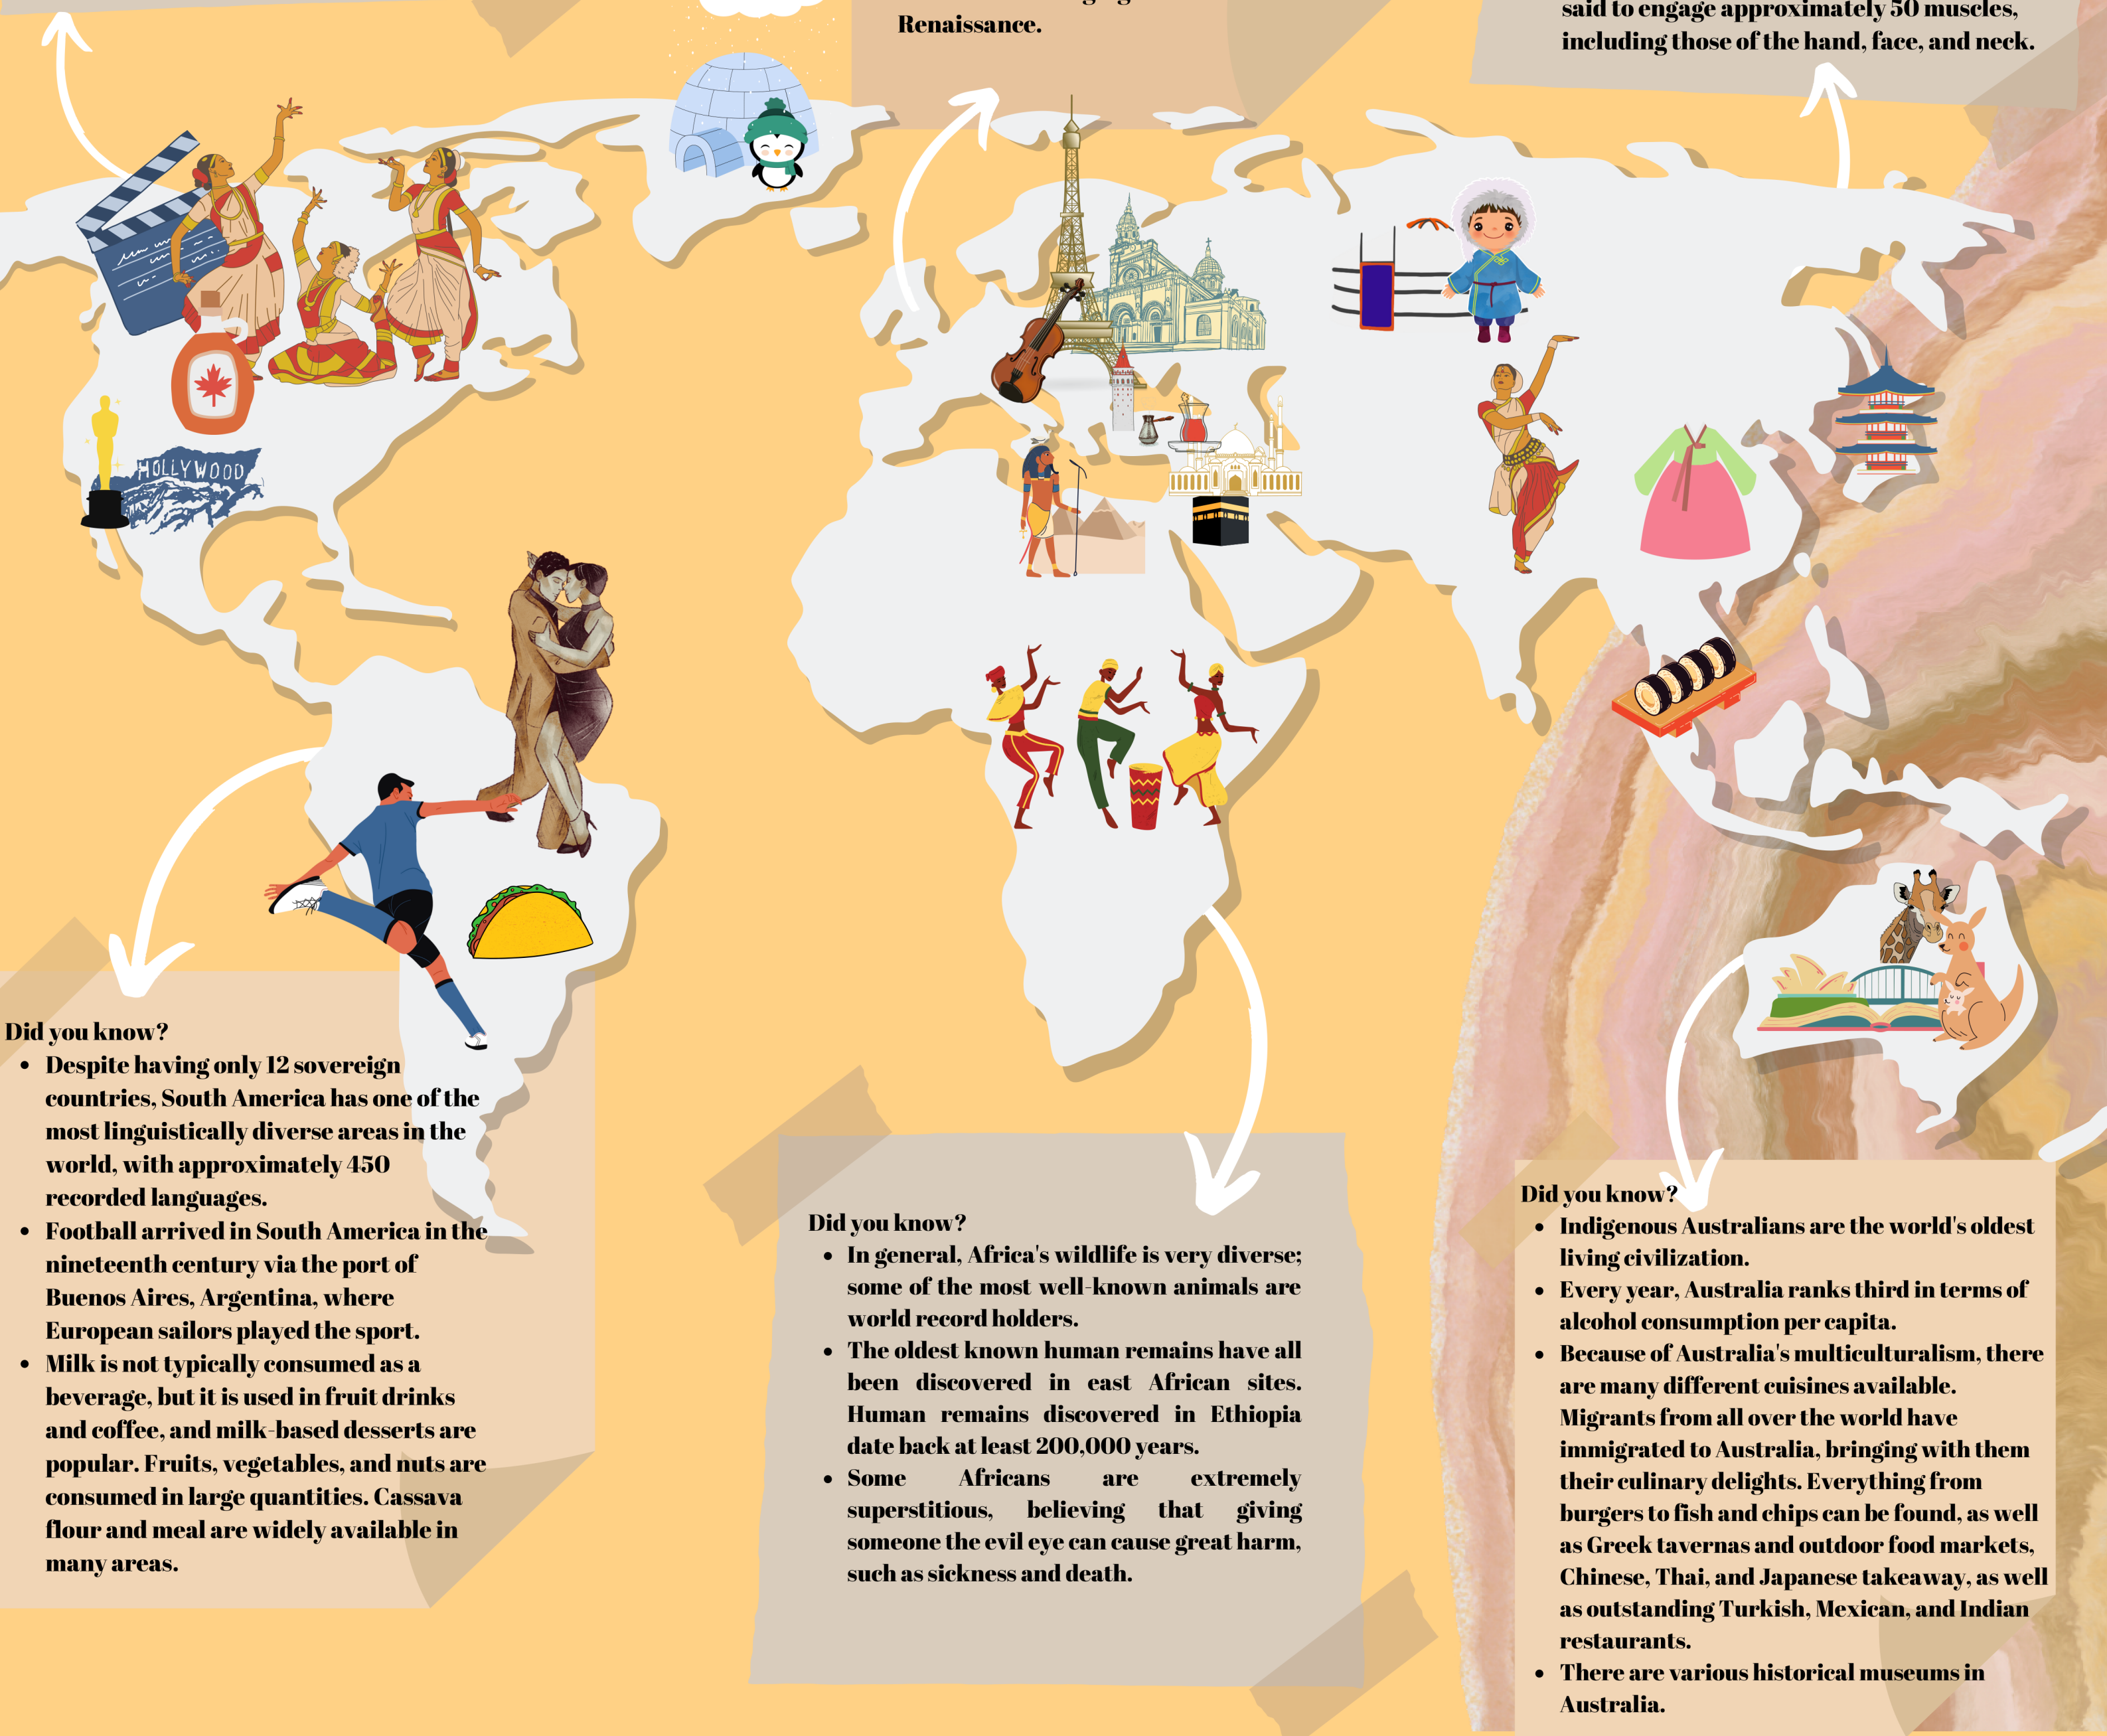 Renaissance.
said to engage approximately 50 muscles,
including those of the hand, face, and neck.
HOLLYWOOD
Did you know?
• Despite having only 12 sovereign
countries, South America has one of the
most linguistically diverse areas in the
world, with approximately 450
recorded languages.
• Football arrived in South America in the
nineteenth century via the port of
Buenos Aires, Argentina, where
European sailors played the sport.
• Milk is not typically consumed as a
beverage, but it is used in fruit drinks
and coffee, and milk-based desserts are
popular. Fruits, vegetables, and nuts are
consumed in large quantities. Cassava
flour and meal are widely available in
many areas.
Did you know?
• In general, Africa's wildlife is very diverse;
some of the most well-known animals are
world record holders.
• The oldest known human remains have all
been discovered in east African sites.
Human remains discovered in Ethiopia
date back at least 200,000 years.
• Some Africans are extremely
superstitious, believing that giving
someone the evil eye can cause great harm,
such as sickness and death.
Did you know?
• Indigenous Australians are the world's oldest
living civilization.
• Every year, Australia ranks third in terms of
alcohol consumption per capita.
• Because of Australia's multiculturalism, there
are many different cuisines available.
Migrants from all over the world have
immigrated to Australia, bringing with them
their culinary delights. Everything from
burgers to fish and chips can be found, as well
as Greek tavernas and outdoor food markets,
Chinese, Thai, and Japanese takeaway, as well
as outstanding Turkish, Mexican, and Indian
restaurants.
• There are various historical museums in
Australia.